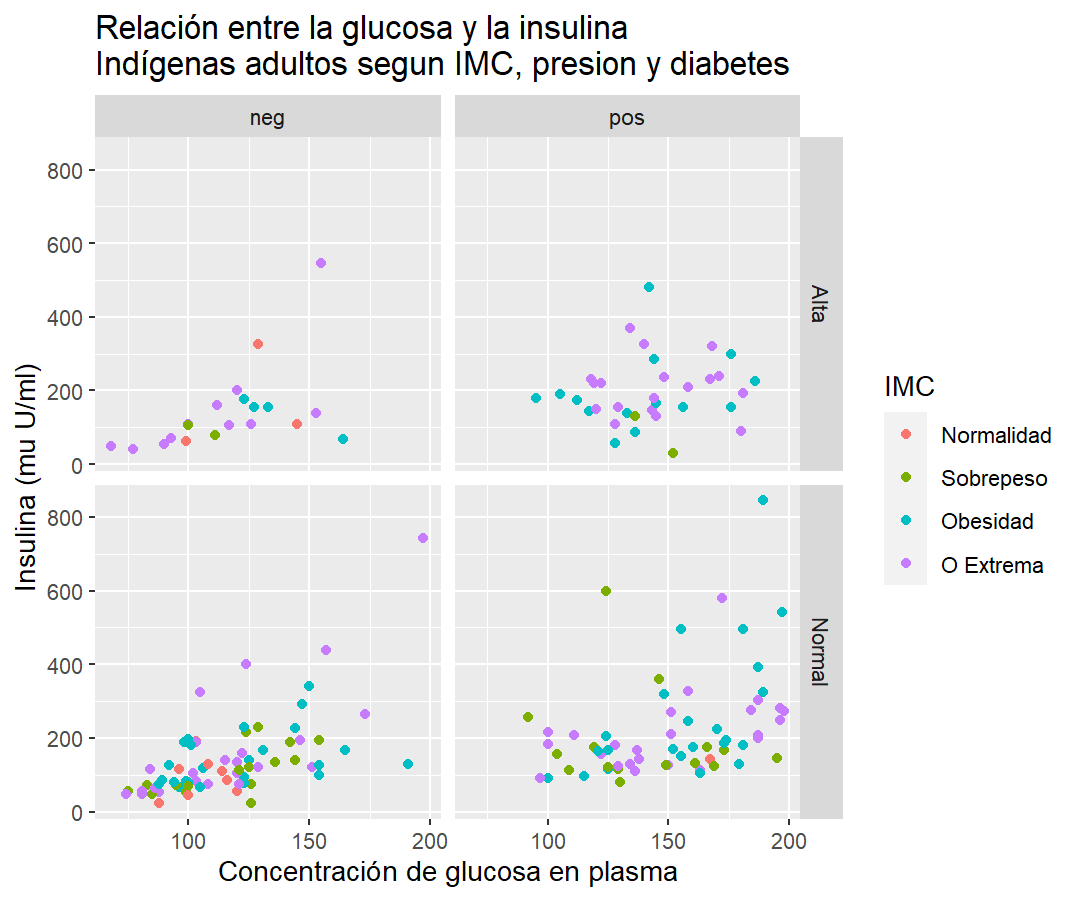 Relación entre la glucosa y la insulina
Indígenas adultos segun IMC, presion y diabetes
neg
pos
800
600
400
200
0
Alta
800
600
400
200
0
Normal
Insulina (mu U/ml)
100
150
200
100
150
200
Concentración de glucosa en plasma
IMC
Normalidad
Sobrepeso
Obesidad
O Extrema